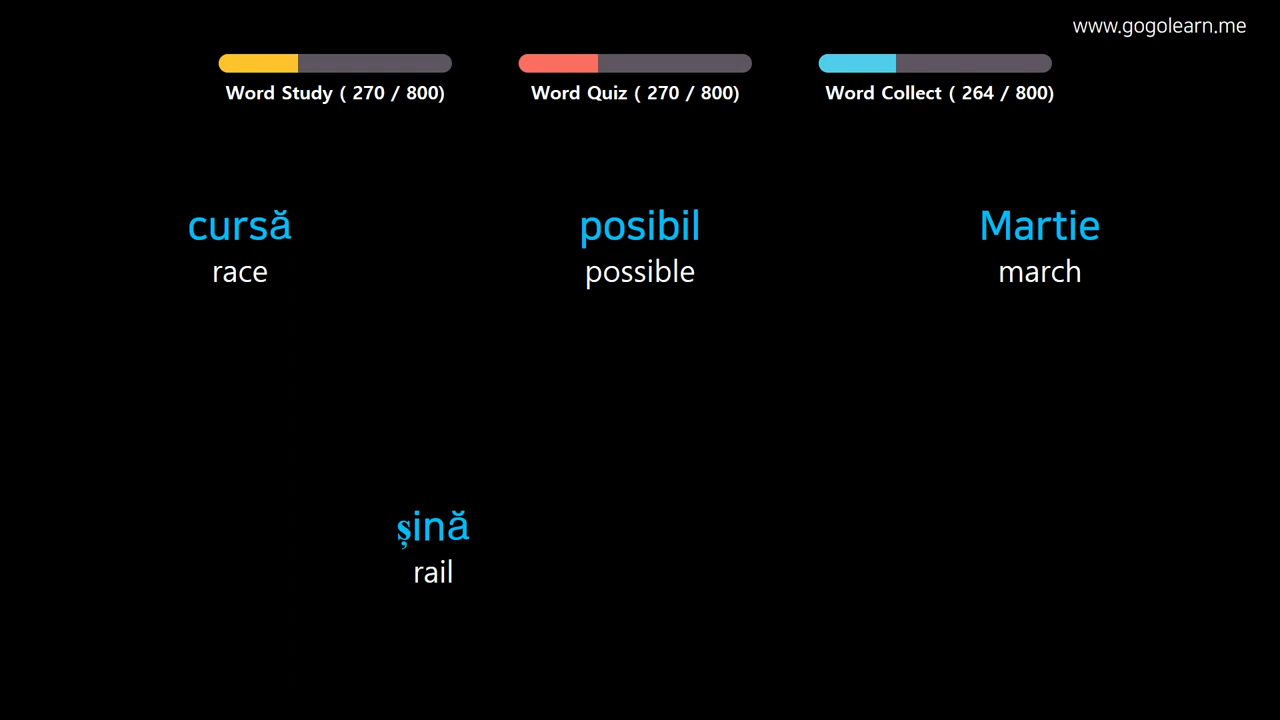 www.gogolearn.me
Word Study ( 270 / 800)
Word Quiz ( 270 / 800)
Word Collect ( 264 / 800)
cursă
race
posibil
possible
Martie
march
șină
rail